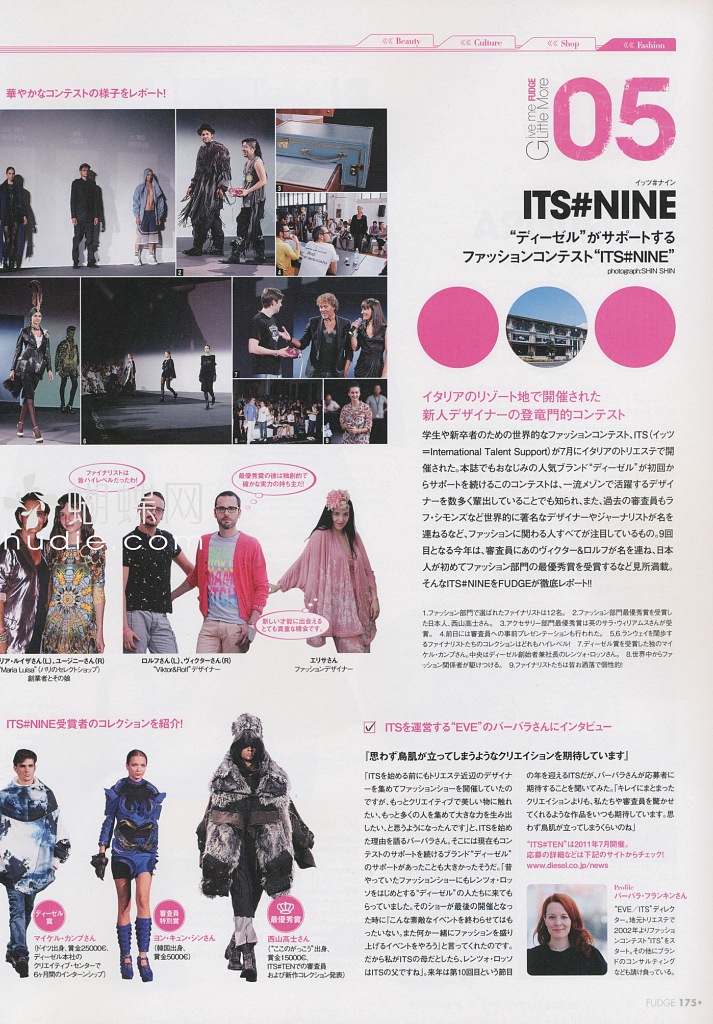 Beauty
Culture
Shop
Fashion
華やかなコンテストの様子をレポート!
Give me FUDGE
Little More
05
イッツ#ナイン
ITS#NINE
“ディーゼル”がサポートする
ファッションコンテスト“ITS#NINE”
photograph:SHIN SHIN
2
3
4
6
7
8
9
イタリアのリゾート地で開催された
新人デザイナーの登竜門的コンテスト
学生や新卒者のための世界的なファッションコンテスト、ITS(イッツ
=International Talent Support)が7月にイタリアのトリエステで開
催された。本誌でもおなじみの人気ブランド“ディーゼル”が初回か
らサポートを続けるこのコンテストは、一流メゾンで活躍するデザイ
ナーを数多く輩出していることでも知られ、また、過去の審査員もラ
フ・シモンズなど世界的に著名なデザイナーやジャーナリストが名を
連ねるなど、ファッションに関わる人すべてが注目しているもの。9回
目となる今年は、審査員にあのヴィクター&ロルフが名を連ね、日本
人が初めてファッション部門の最優秀賞を受賞するなど見所満載。
そんなITS#NINEをFUDGEが徹底レポート!!
1.ファッション部門で選ばれたファイナリストは12名。 2.ファッション部門最優秀賞を受賞し
た日本人、西山高士さん。 3.アクセサリー部門最優秀賞は英のサラ・ウィリアムスさんが受
賞。 4.前日には審査員への事前プレゼンテーションも行われた。 5,6.ランウェイを闊歩す
るファイナリストたちのコレクションはどれもハイレベル! 7.ディーゼル賞を受賞した独のマイ
ケル・カンプさん。中央はディーゼル創始者兼社長のレンツォ・ロッソさん。 8.世界中からファ
ッション関係者が駆けつける。 9.ファイナリストたちは皆お洒落で個性的!
ファイナリストは
皆ハイレベルだったわ!
最優秀賞の彼は独創的で
確かな実力の持ち主だ!
新しい才能に出会える
とても貴重な機会です。
蝴蝶网
nudie.com
リア・ルイザさん(L)、ユージニーさん(R)
“Maria Luisa”(パリのセレクトショップ)
創業者とその娘
ロルフさん(L)、ヴィクターさん(R)
“Viktor&Rolf”デザイナー
エリサさん
ファッションデザイナー
ITS#NINE受賞者のコレクションを紹介!
ディーゼル
賞
マイケル・カンプさん
(ドイツ出身、賞金25000€、
ディーゼル本社の
クリエイティブ・センターで
6ヶ月間のインターンシップ)
審査員
特別賞
ヨン・キュン・シンさん
(韓国出身、
賞金5000€)
最優秀賞
西山高士さん
(“ここのがっこう”出身、
賞金15000€、
ITS#TENでの審査員
および新作コレクション発表)
ITSを運営する“EVE”のバーバラさんにインタビュー
『思わず鳥肌が立ってしまうようなクリエイションを期待しています』
「ITSを始める前にもトリエステ近辺のデザイナ
ーを集めてファッションショーを開催していたの
ですが、もっとクリエイティブで美しい物に触れ
たい、もっと多くの人を集めて大きな力を生み出
したい、と思うようになったんです」と、ITSを始め
た理由を語るバーバラさん。そこには現在もコン
テストのサポートを続けるブランド“ディーゼル”
のサポートがあったことも大きかったそうだ。「昔
やっていたファッションショーにもレンツォ・ロッソ
をはじめとする“ディーゼル”の人たちに来ても
らっていました。そのショーが最後の開催となっ
た時に『こんな素敵なイベントを終わらせてはも
ったいない。また何か一緒にファッションを盛り
上げるイベントをやろう』と言ってくれたのです。
だから私がITSの母だとしたら、レンツォ・ロッソ
はITSの父ですね」。来年は第10回目という節目
の年を迎えるITSだが、バーバラさんが応募者に
期待することを聞いてみた。「キレイにまとまった
クリエイションよりも、私たちや審査員を驚かせ
てくれるような作品をいつも期待しています。思
わず鳥肌が立ってしまうくらいのね」
“ITS#TEN”は2011年7月開催。
応募の詳細などは下記のサイトからチェック!
www.diesel.co.jp/news
Profile
バーバラ・フランキンさん
“EVE/ITS”ディレク
ター。地元トリエステで
2002年よりファッショ
ンコンテスト“ITS”をス
タート。その他にもブラ
ンドのコンサルティング
なども請け負っている。
FUDGE 175